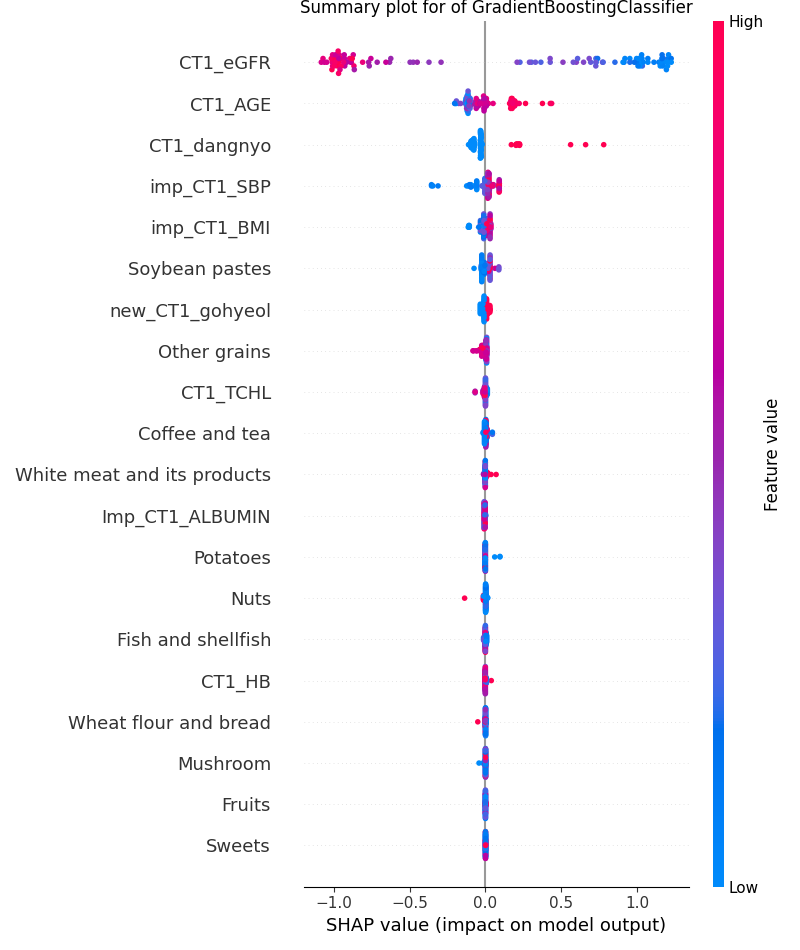 Summary plot for of GradientBoostingClassifier
High
CT1_eGFR
CT1_AGE
CT1_dangnyo
imp_CT1_SBP
imp_CT1_BMI
Soybean pastes
new_CT1_gohyeol
Other grains
CT1_TCHL
Coffee and tea
White meat and its products
Imp_CT1_ALBUMIN
Potatoes
Nuts
Fish and shellfish
CT1_HB
Wheat flour and bread
Mushroom
Fruits
Sweets
Feature value
Low
−1.0 −0.5 0.0 0.5 1.0
SHAP value (impact on model output)